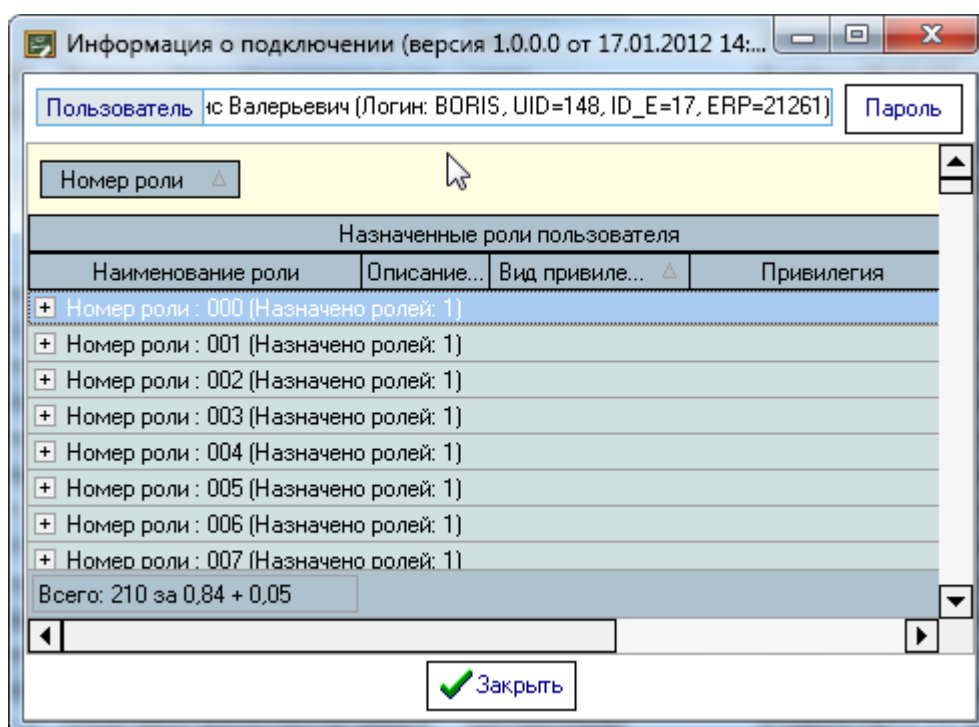 Информация о подключении (версия 1.0.0.0 от 17.01.2012 14:...
Пользователь Валерьевич (Логин: BORIS, UID=148, ID_E=17, ERP=21261) Пароль
Номер роли
Назначенные роли пользователя
Наименование роли Описание... Вид привиле... Привилегия
Номер роли : 000 (Назначено ролей: 1)
Номер роли : 001 (Назначено ролей: 1)
Номер роли : 002 (Назначено ролей: 1)
Номер роли : 003 (Назначено ролей: 1)
Номер роли : 004 (Назначено ролей: 1)
Номер роли : 005 (Назначено ролей: 1)
Номер роли : 006 (Назначено ролей: 1)
Номер роли : 007 (Назначено ролей: 1)
Всего: 210 за 0,84 + 0,05
Закрыть